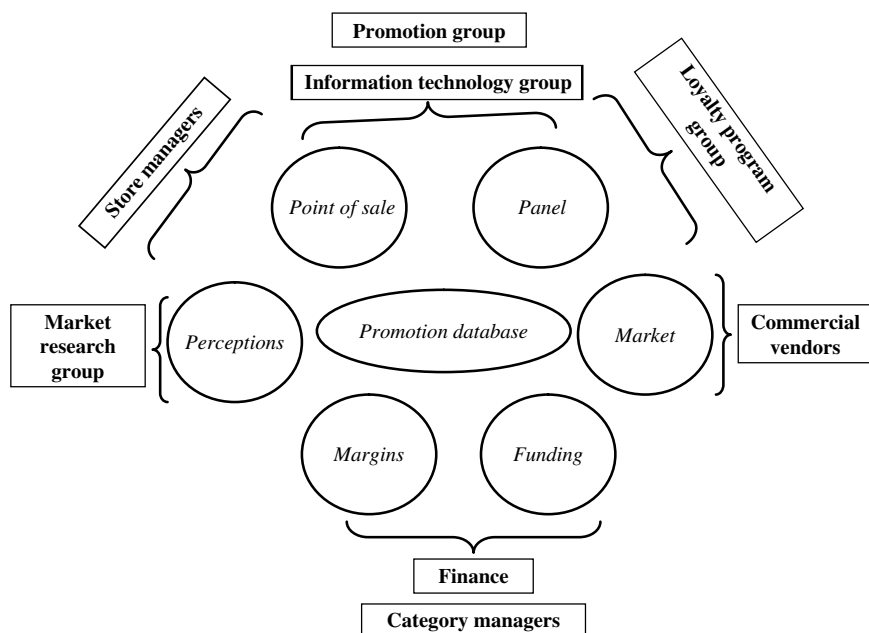 Promotion group
Information technology group
Loyalty program
group
Store managers
Point of sale
Panel
Market
research
group
Perceptions
Promotion database
Market
Commercial
vendors
Margins
Funding
Finance
Category managers